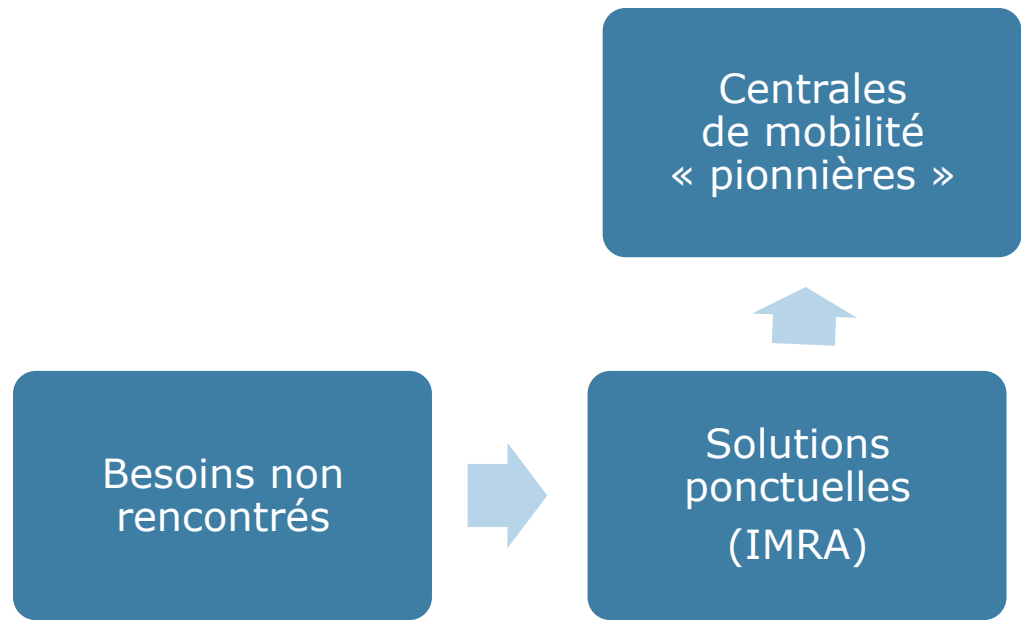 Centrales
de mobilité
« pionnières »
Besoins non
rencontrés
Solutions
ponctuelles
(IMRA)